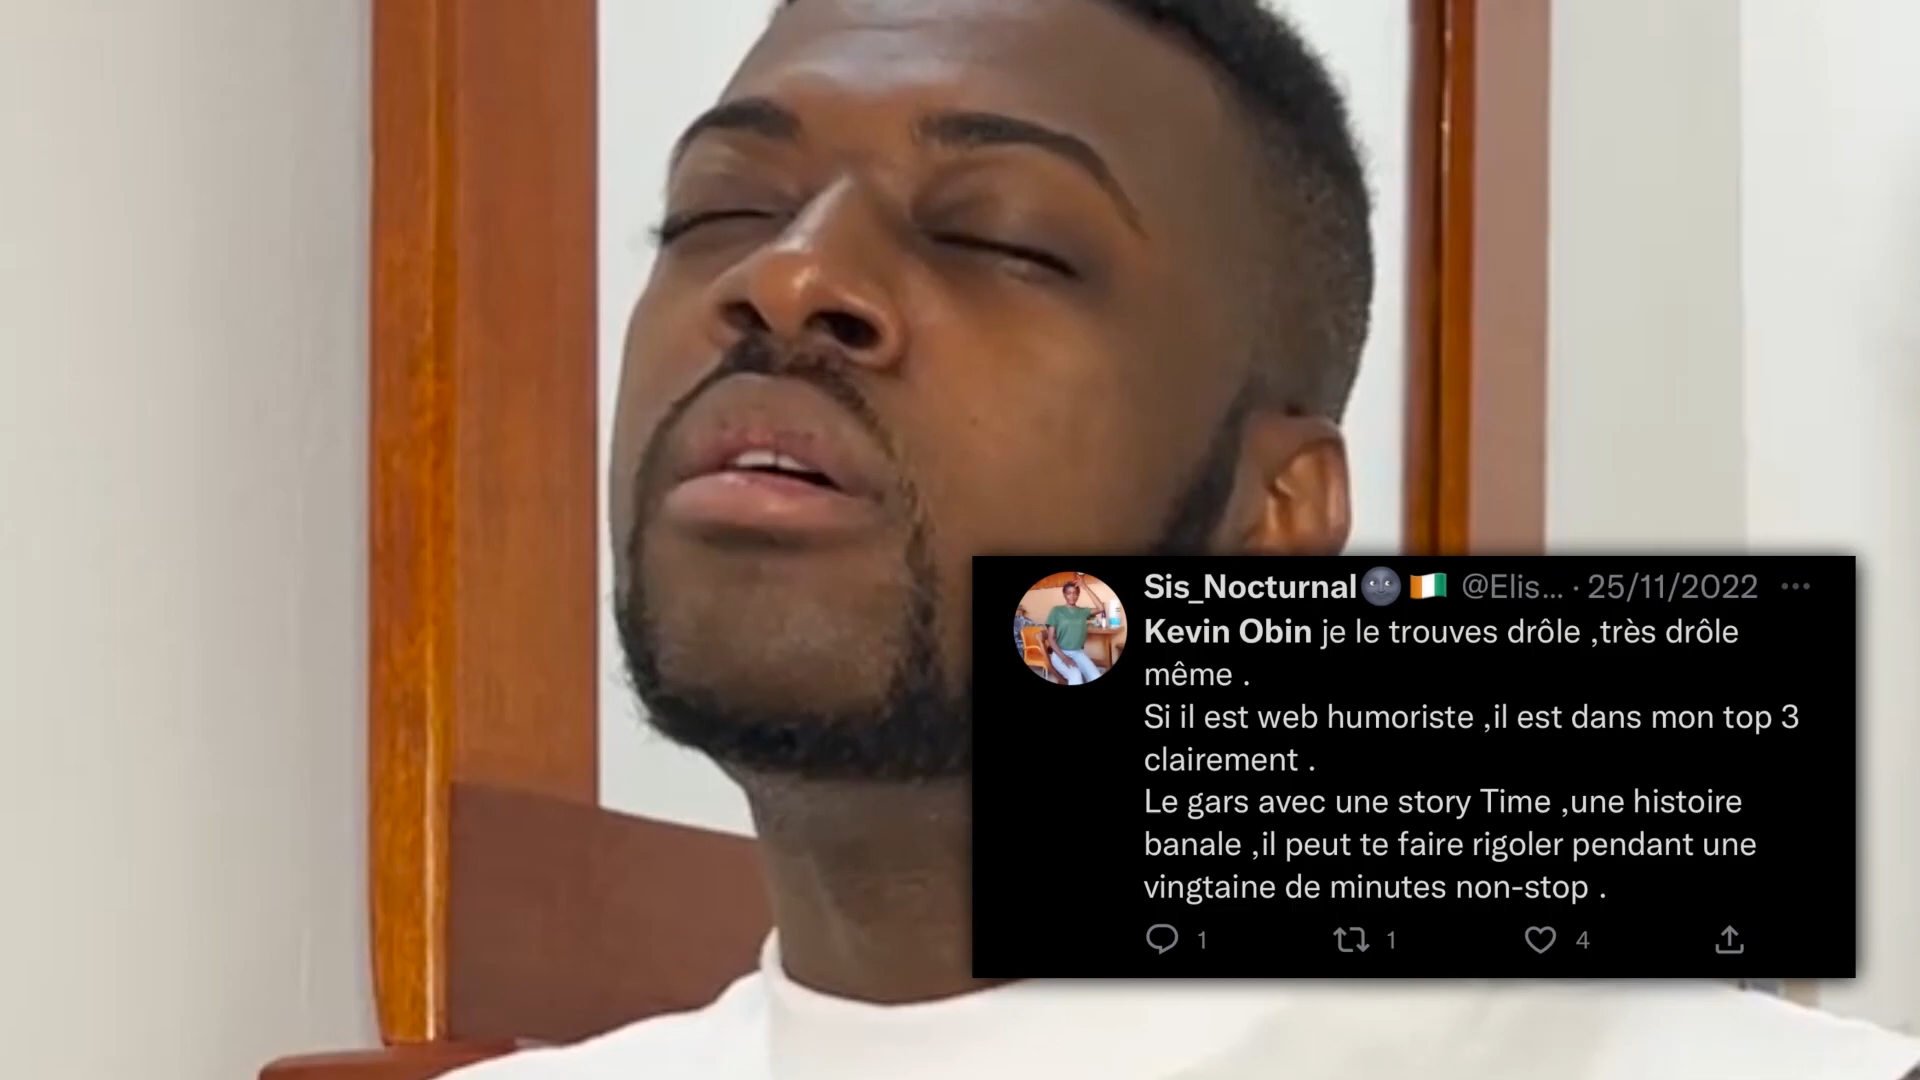 Sis_Nocturnal🌚🇨🇮 @Elis... · 25/11/2022 ···
Kevin Obin je le trouves drôle ,très drôle
même .
Si il est web humoriste ,il est dans mon top 3
clairement .
Le gars avec une story Time ,une histoire
banale ,il peut te faire rigoler pendant une
vingtaine de minutes non-stop .
1 1 4